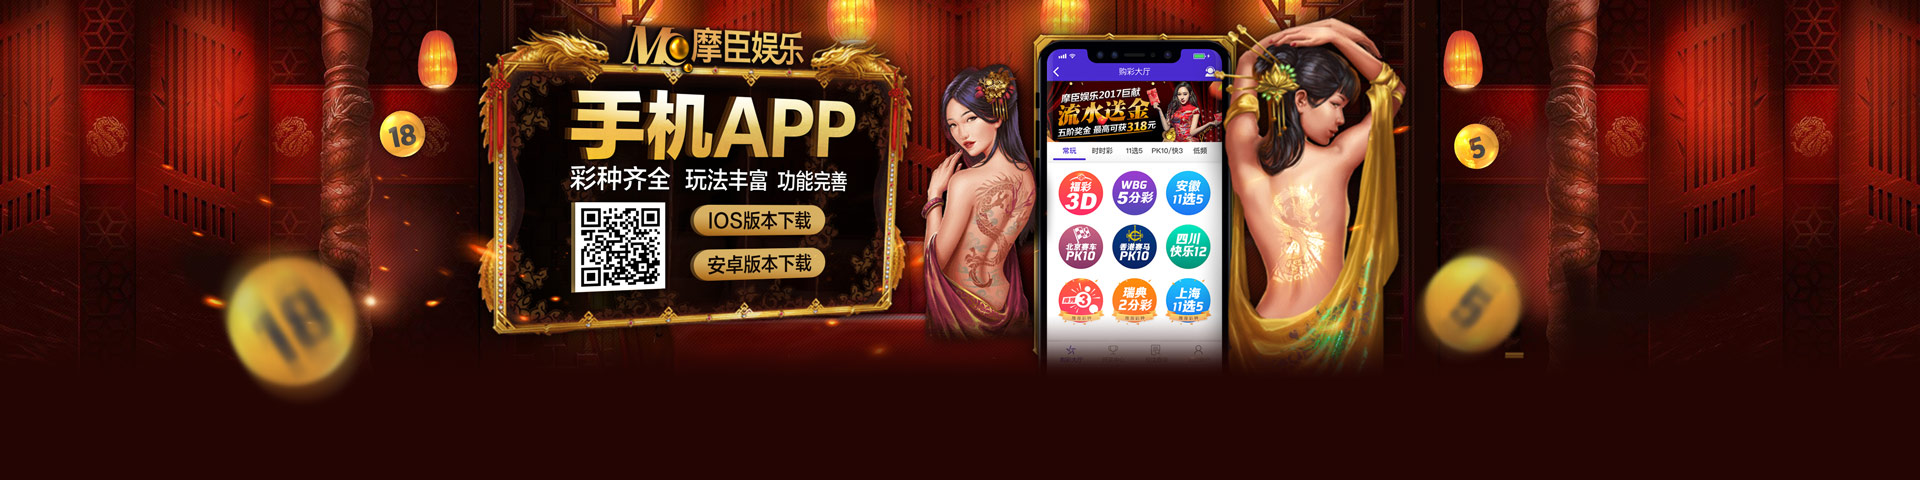 Mc摩臣娱乐
手机APP
彩种齐全 玩法丰富 功能完善
IOS版本下载
安卓版本下载
购彩大厅
摩臣娱乐2017巨献
流水送金
五阶奖金 最高可获318元
常玩 时时彩 11选5 PK10/快3 低频
福彩
3D
WBG
5分彩
安徽
11选5
北京赛车
PK10
香港赛马
PK10
四川
快乐12
3
瑞典
2分彩
上海
11选5
18
5
18
5